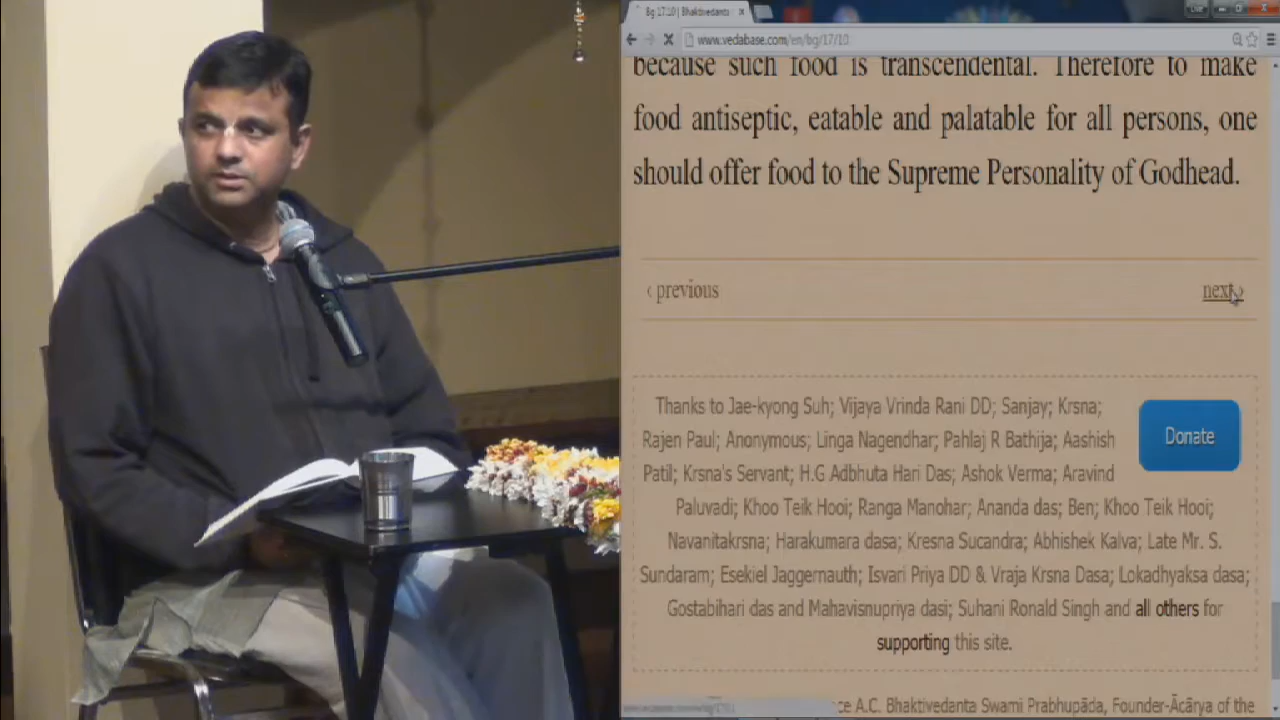 Bg 17.10 | Bhaktivedanta
www.vedabase.com/en/bg/17/10
because such food is transcendental. Therefore to make
food antiseptic, eatable and palatable for all persons, one
should offer food to the Supreme Personality of Godhead.
‹ previous
next ›
Thanks to Jae-kyong Suh; Vijaya Vrinda Rani DD; Sanjay; Krsna;
Rajen Paul; Anonymous; Linga Nagendhar; Pahlaj R Bathija; Aashish
Patil; Krsna's Servant; H.G Adbhuta Hari Das; Ashok Verma; Aravind
Paluvadi; Khoo Teik Hooi; Ranga Manohar; Ananda das; Ben; Khoo Teik Hooi;
Navanitakrsna; Harakumara dasa; Kresna Sucandra; Abhishek Kalva; Late Mr. S.
Sundaram; Esekiel Jaggernauth; Isvari Priya DD & Vraja Krsna Dasa; Lokadhyaksa dasa;
Gostabihari das and Mahavisnupriya dasi; Suhani Ronald Singh and all others for
supporting this site.
Donate
A.C. Bhaktivedanta Swami Prabhupāda, Founder-Ācārya of the